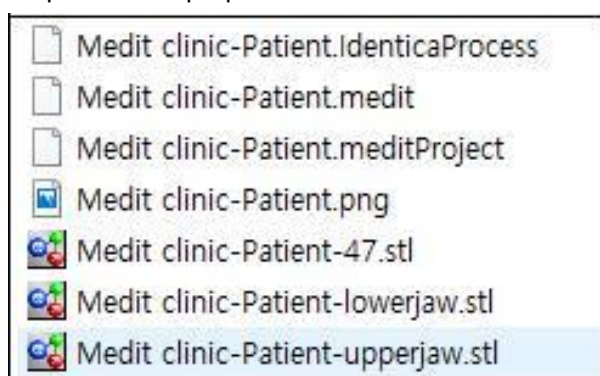 Medit clinic-Patient.IdenticaProcess
Medit clinic-Patient.medit
Medit clinic-Patient.meditProject
Medit clinic-Patient.png
Medit clinic-Patient-47.stl
Medit clinic-Patient-lowerjaw.stl
Medit clinic-Patient-upperjaw.stl